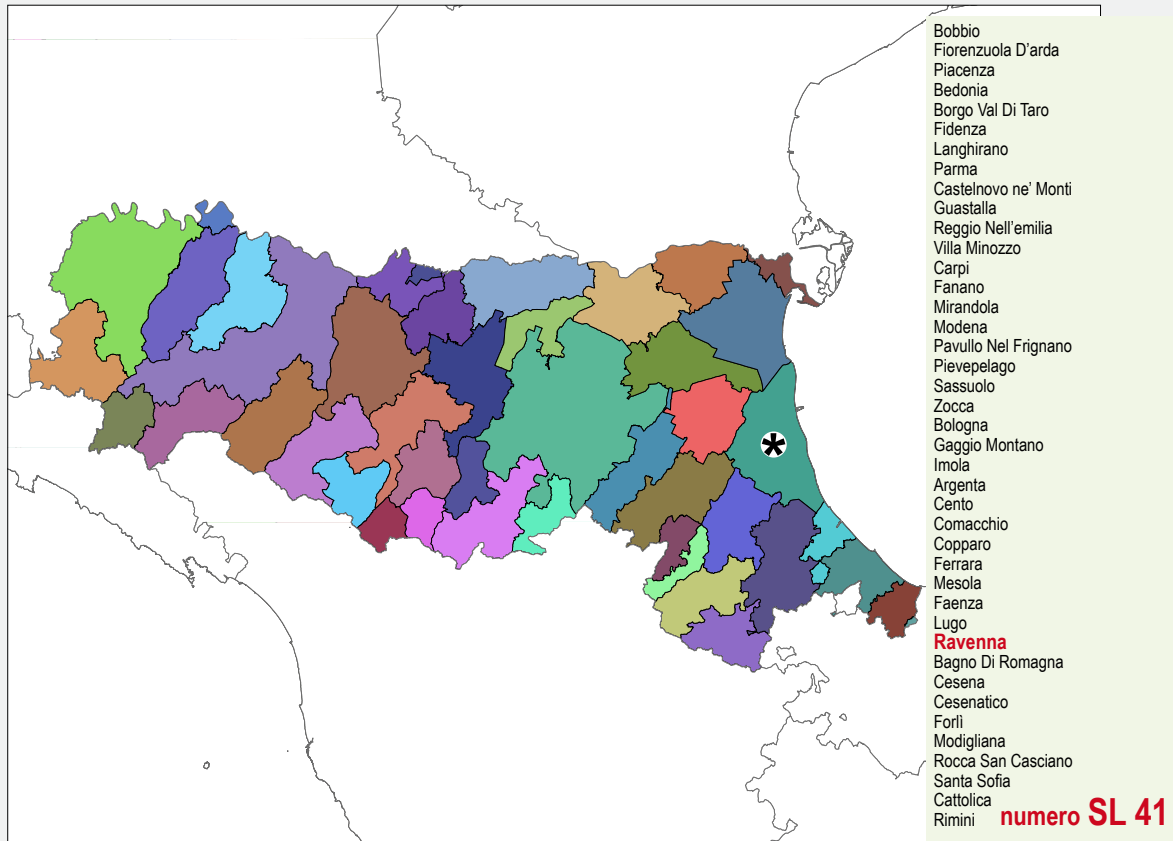 Bobbio
Fiorenzuola D'arda
Piacenza
Bedonia
Borgo Val Di Taro
Fidenza
Langhirano
Parma
Castelnovo ne' Monti
Guastalla
Reggio Nell'emilia
Villa Minozzo
Carpi
Fanano
Mirandola
Modena
Pavullo Nel Frignano
Pievepelago
Sassuolo
Zocca
Bologna
Gaggio Montano
Imola
Argenta
Cento
Comacchio
Copparo
Ferrara
Mesola
Faenza
Lugo
Ravenna
Bagno Di Romagna
Cesena
Cesenatico
Forlì
Modigliana
Rocca San Casciano
Santa Sofia
Cattolica
Rimini numero SL 41